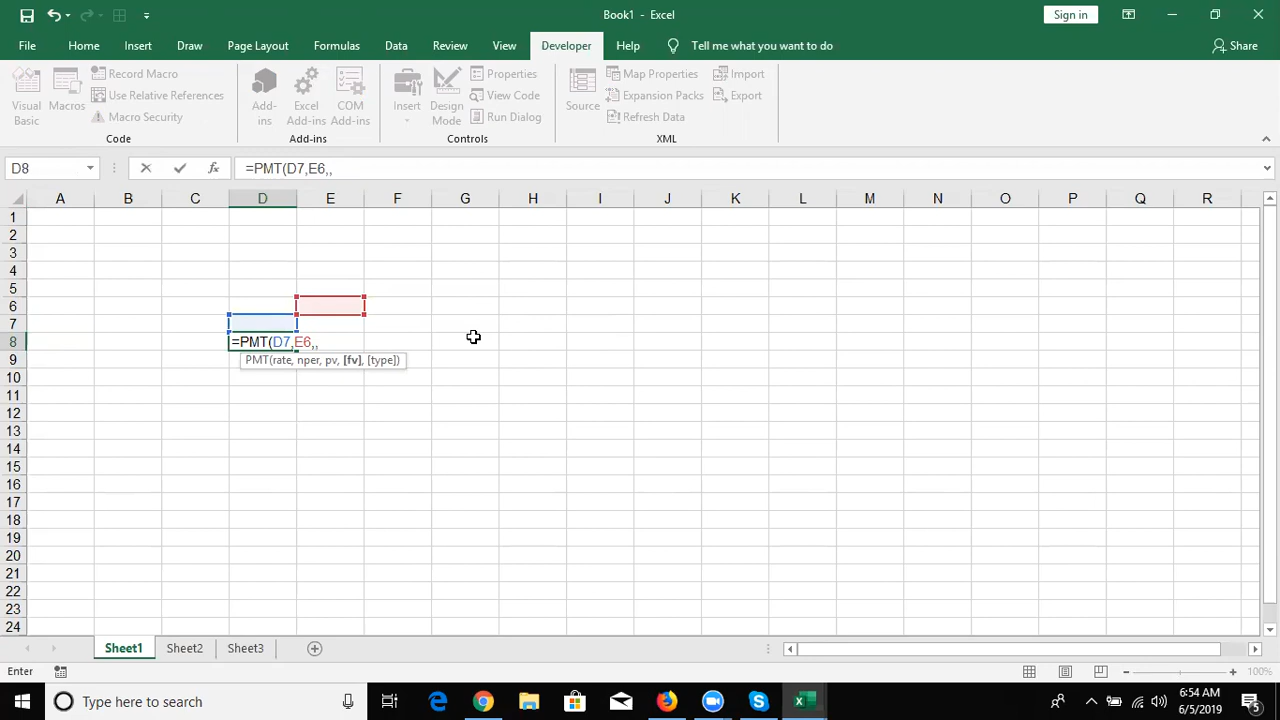 Book1 - Excel
Sign in
File Home Insert Draw Page Layout Formulas Data Review View Developer Help Tell me what you want to do Share
Visual Basic
Macros
Record Macro
Use Relative References
Macro Security
Code
Add-ins
Excel Add-ins
COM Add-ins
Add-ins
Insert
Design Mode
Properties
View Code
Run Dialog
Controls
Source
Map Properties
Expansion Packs
Refresh Data
Import
Export
XML
D8 fx =PMT(D7,E6,,
A B C D E F G H I J K L M N O P Q R
1
2
3
4
5
6
7
8 =PMT(D7,E6,,
9 PMT(rate, nper, pv, [fv], [type])
10
11
12
13
14
15
16
17
18
19
20
21
22
23
24
Sheet1 Sheet2 Sheet3
Enter 100%
Type here to search
6:54 AM
6/5/2019
5